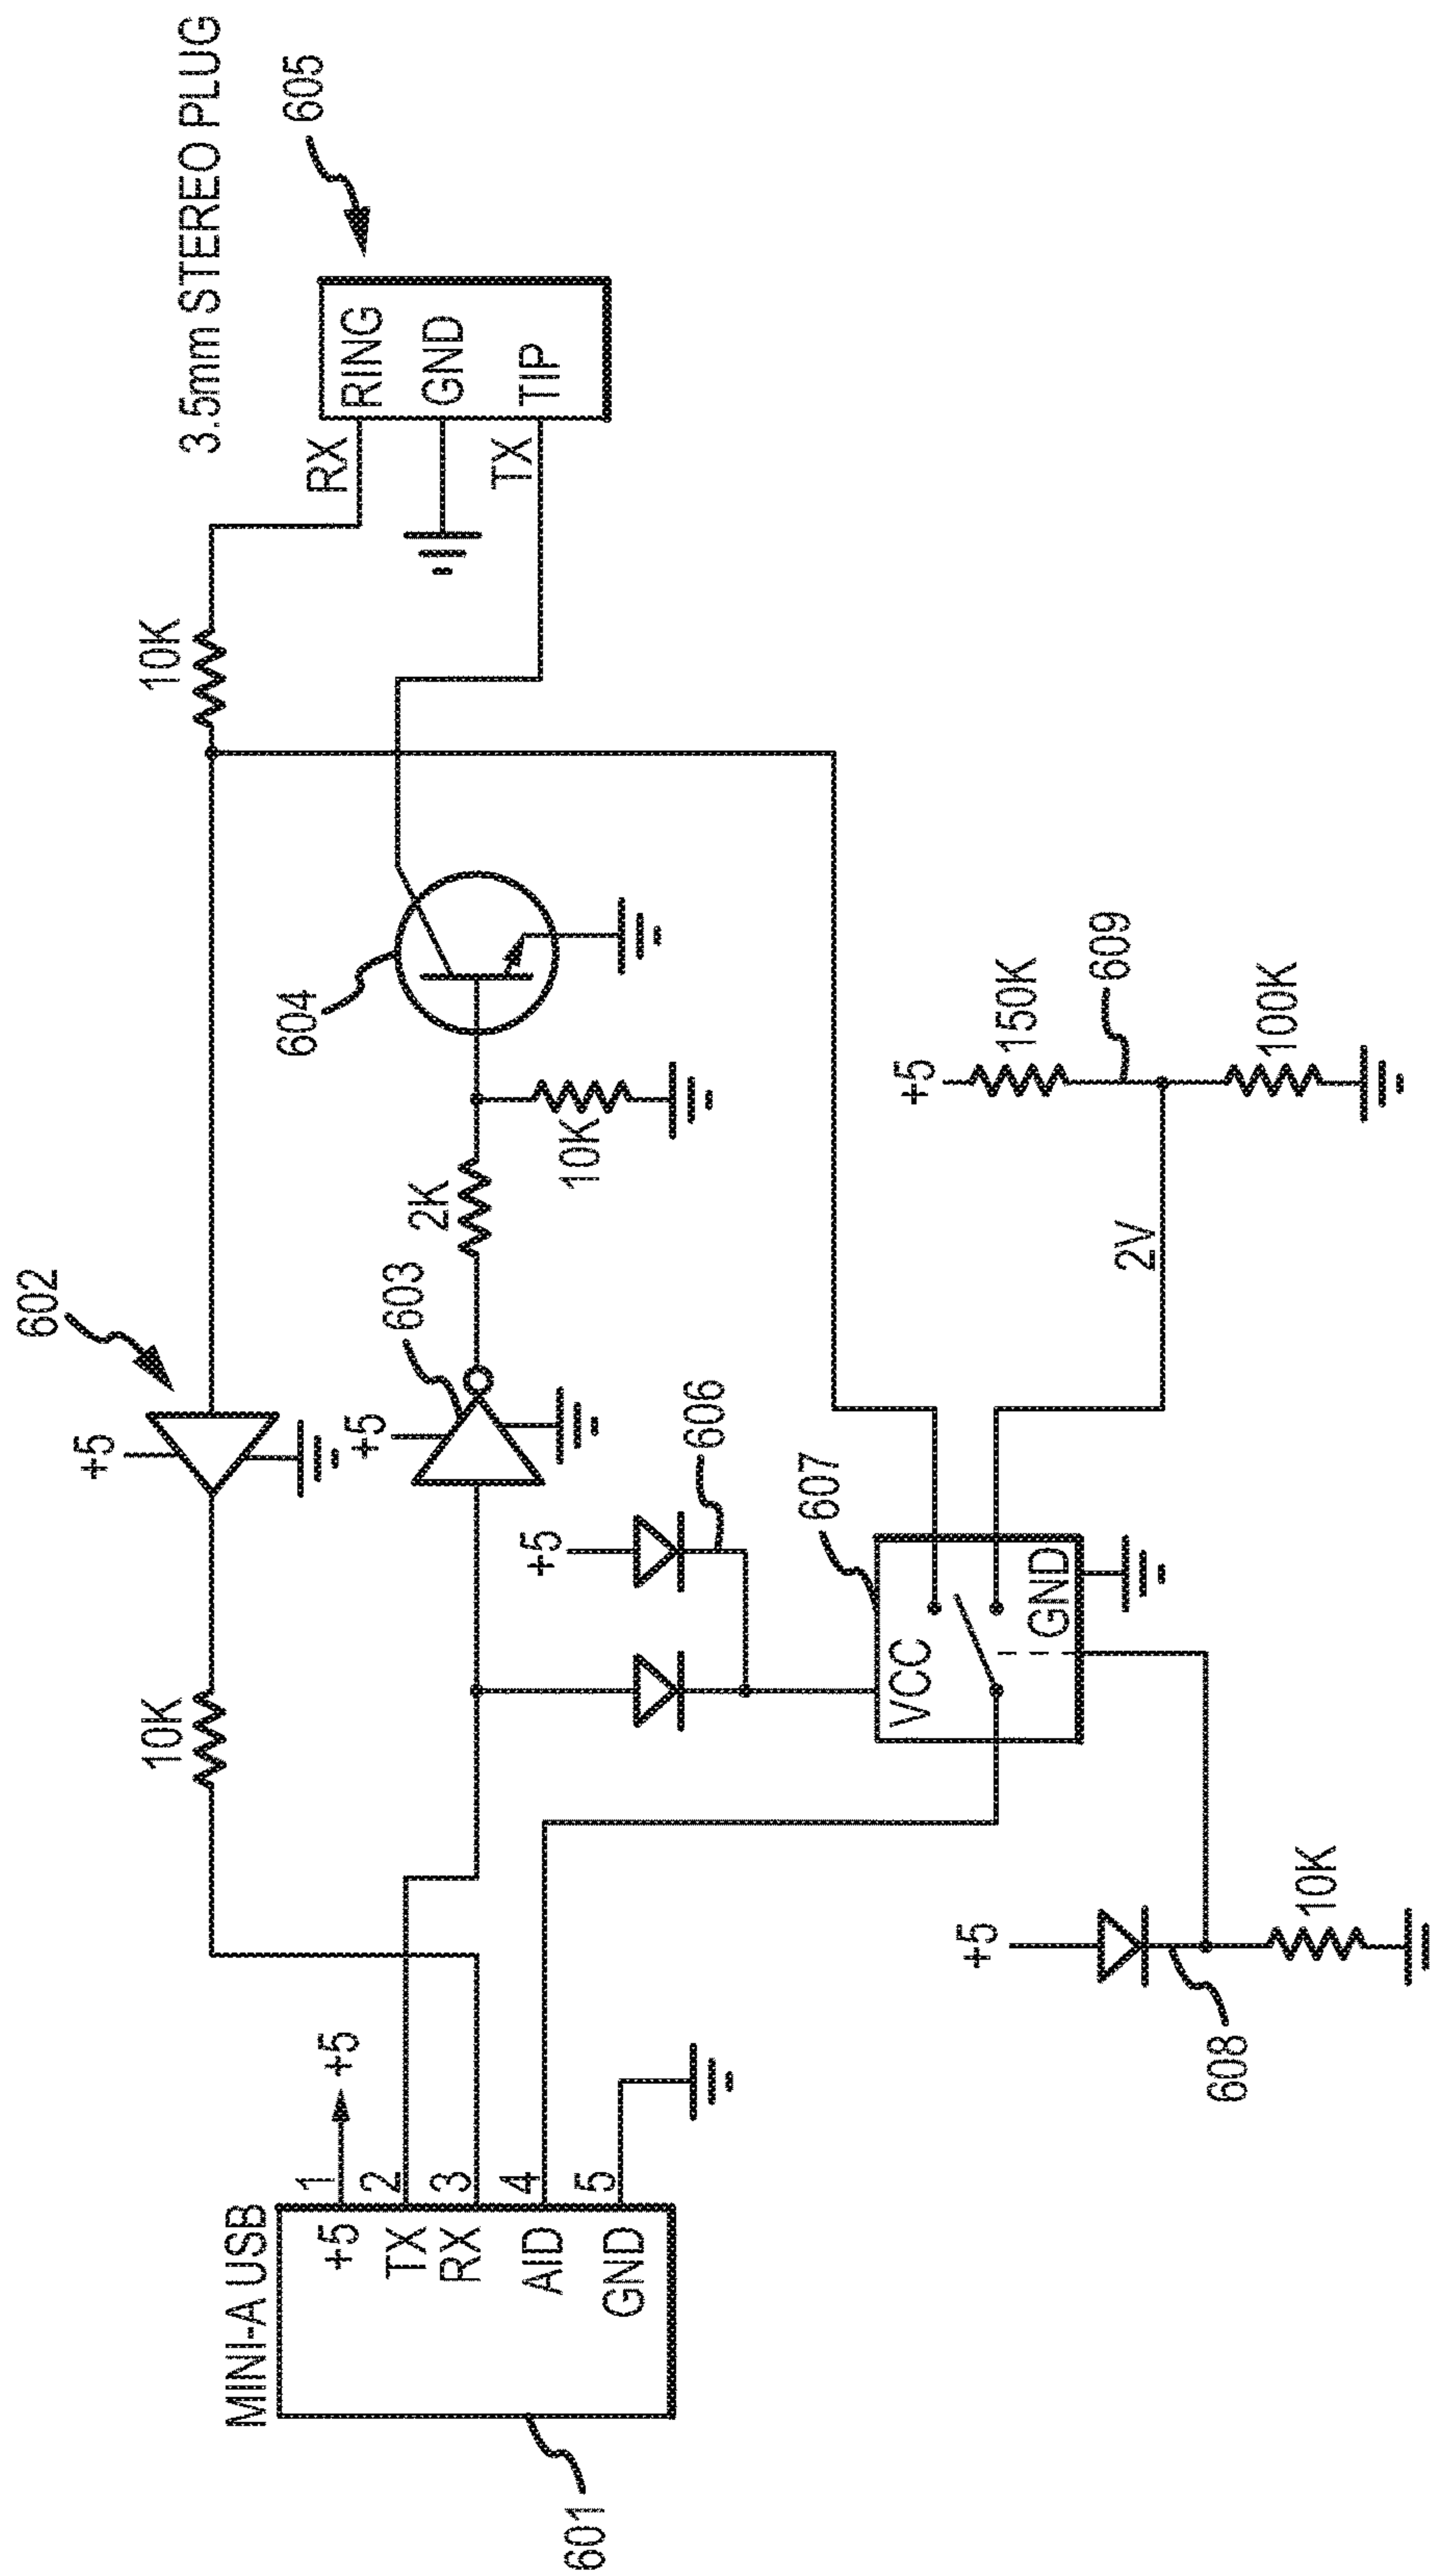 3.5mm STEREO PLUG
605
RING
GND
TIP
RX
TX
10K
604
2K
10K
602
+5
603
+5
10K
+5
606
607
VCC
GND
+5
150K
609
100K
2V
+5
608
10K
MINI-A USB
+5 1
+5
TX 2
RX 3
AID 4
GND 5
601